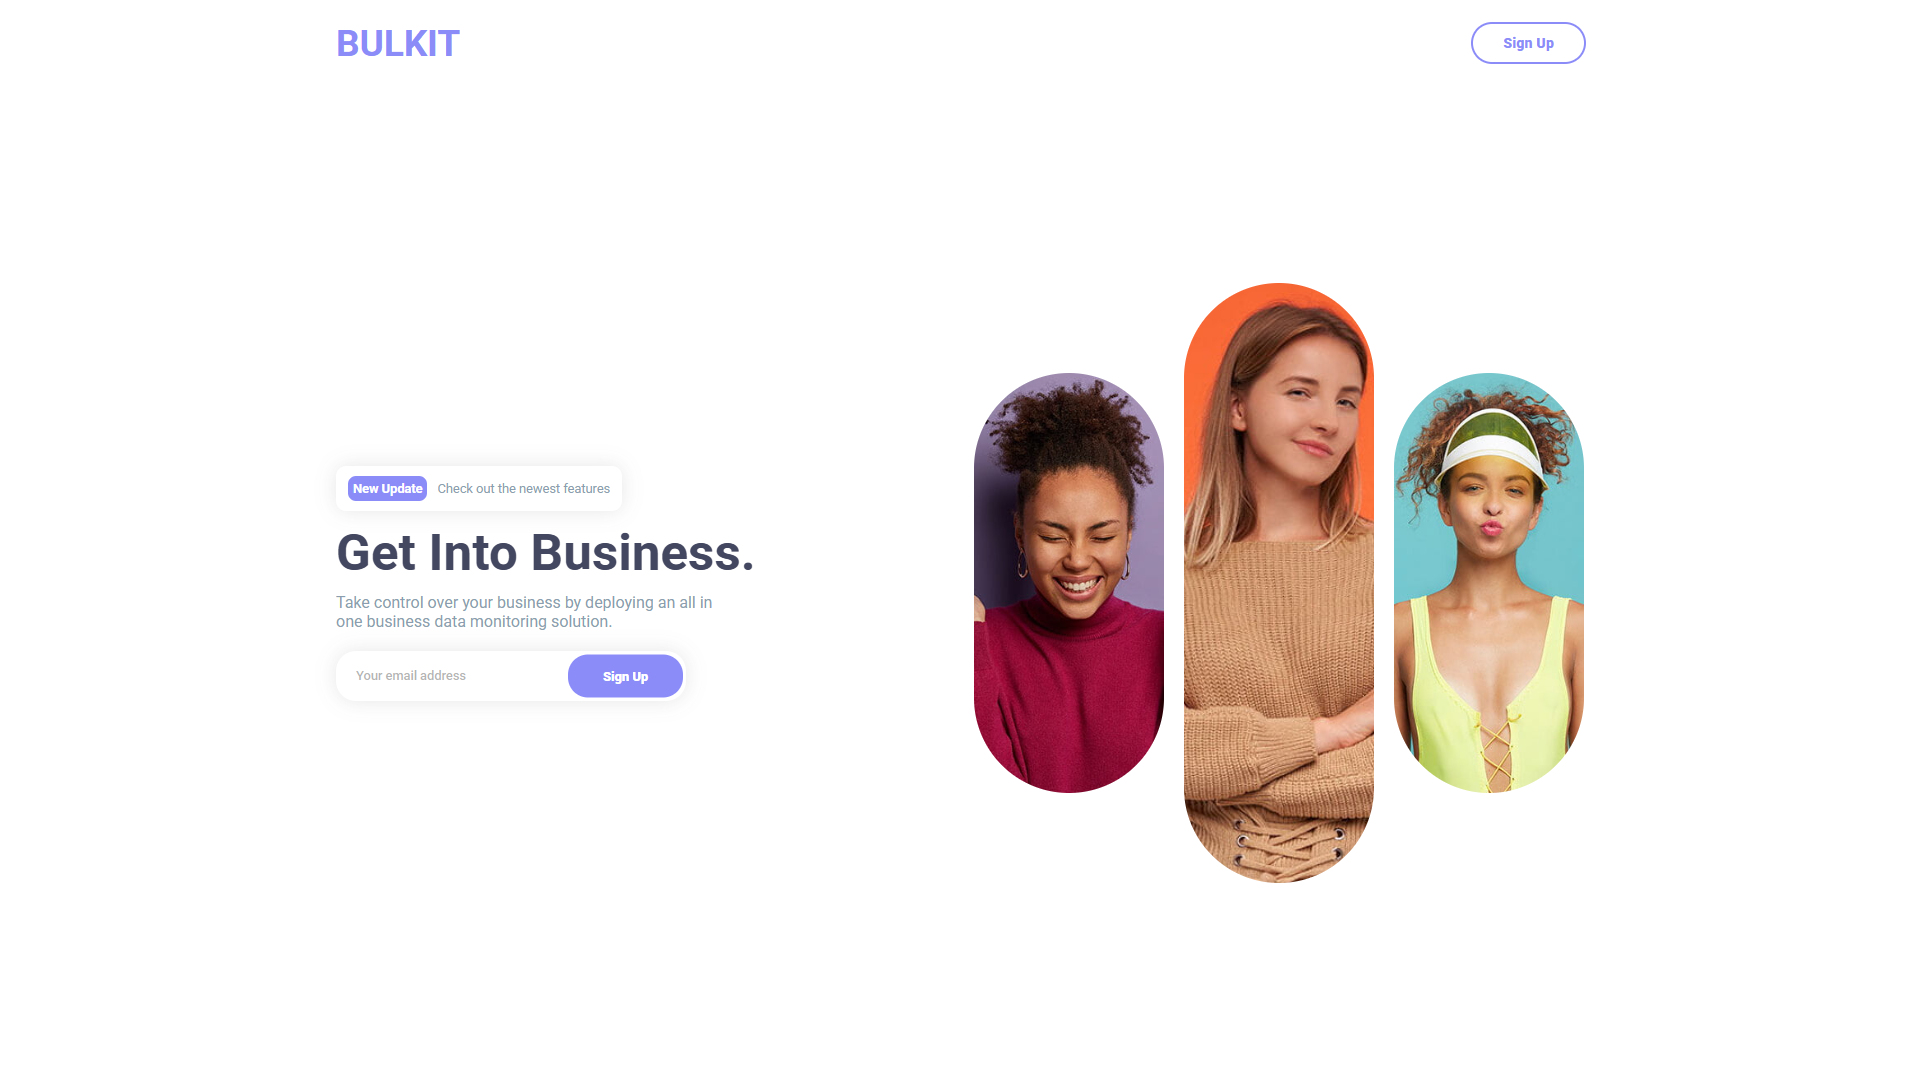 BULKIT
Sign Up
New Update Check out the newest features
Get Into Business.
Take control over your business by deploying an all in
one business data monitoring solution.
Your email address
Sign Up